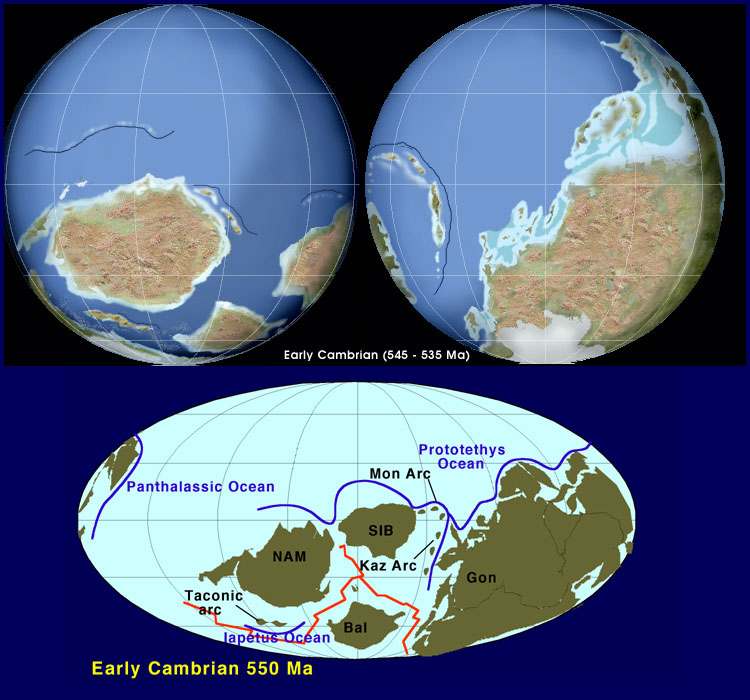 Early Cambrian (545 - 535 Ma)
Prototethys
Ocean
Mon Arc
Panthalassic Ocean
SIB
NAM
Kaz Arc
Gon
Taconic
arc
Bal
Iapetus Ocean
Early Cambrian 550 Ma